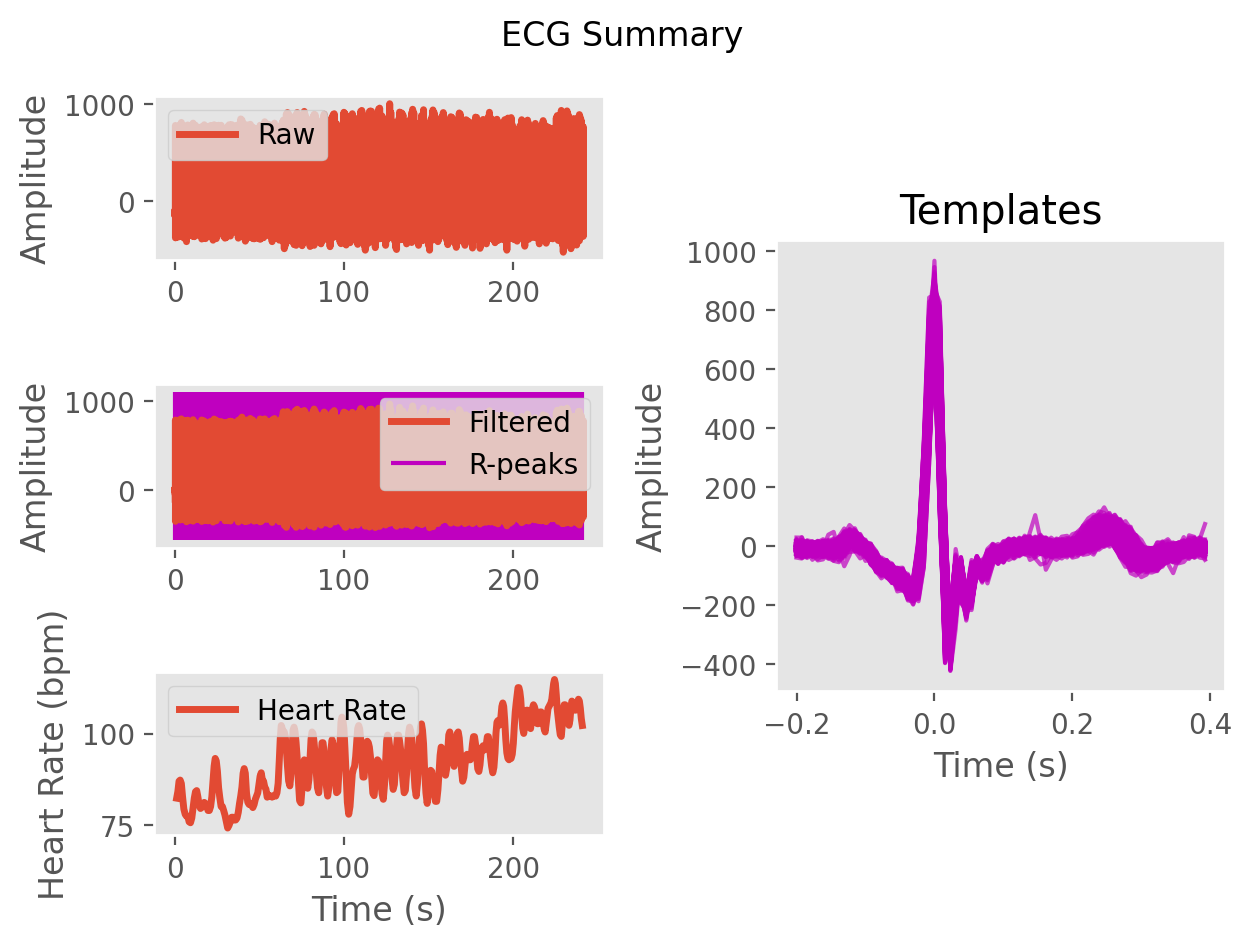 ECG Summary
Amplitude
1000
0
Raw
0
100
200
Amplitude
1000
0
Filtered
R-peaks
0
100
200
Heart Rate (bpm)
100
75
Heart Rate
0
100
200
Time (s)
Templates
Amplitude
1000
800
600
400
200
0
−200
−400
−0.2
0.0
0.2
0.4
Time (s)